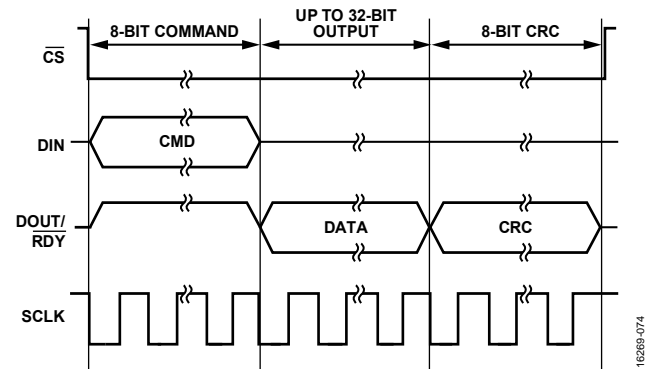 8-BIT COMMAND
UP TO 32-BIT
OUTPUT
8-BIT CRC
CS
DIN
CMD
DOUT/
RDY
DATA
CRC
SCLK
16269-074